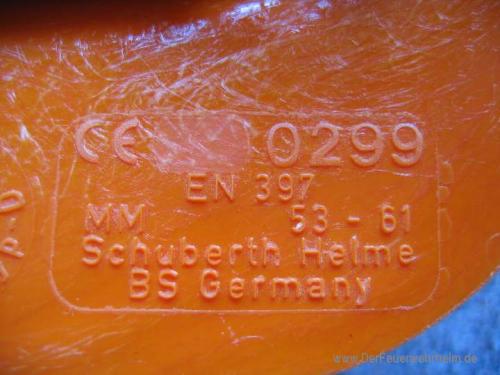 CE 0299
EN 397
MM 53 - 61
Schuberth Helme
BS Germany
www.DerFeuerwehrhelm.de